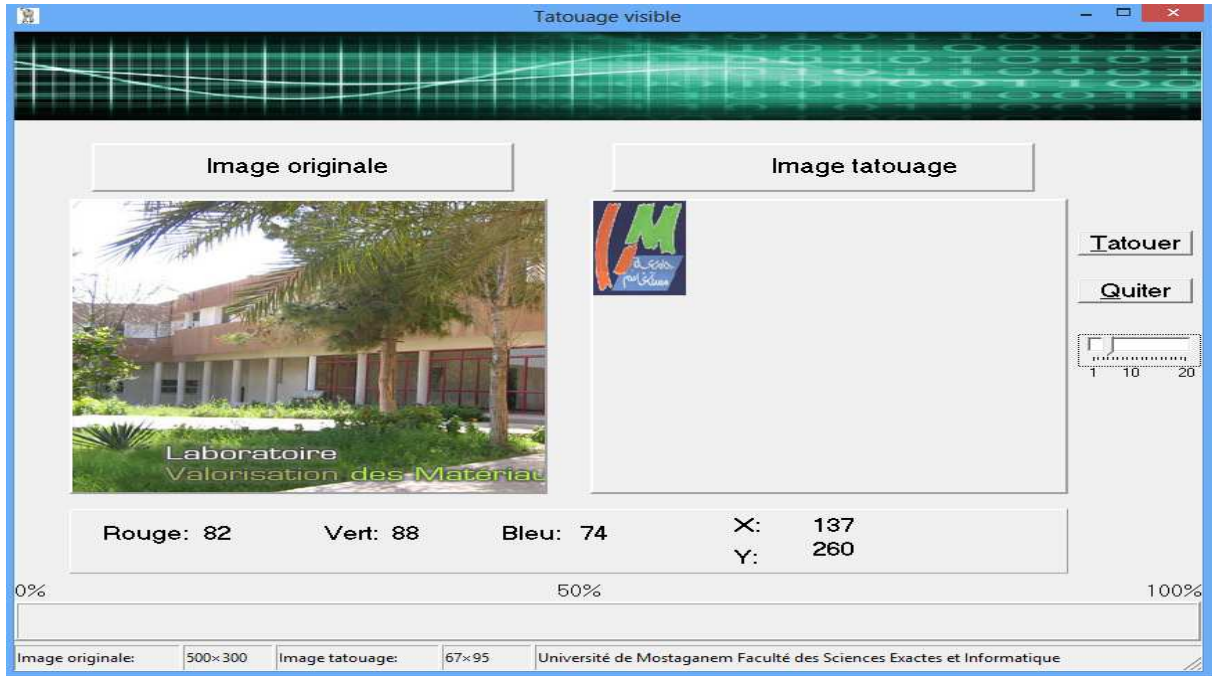 Tatouage visible
Image originale
Image tatouage
Laboratoire
Valorisation des Matériau
Tatouer
Quiter
1 10 20
Rouge: 82 Vert: 88 Bleu: 74 X: 137
Y: 260
0% 50% 100%
Image originale: 500×300 Image tatouage: 67×95 Université de Mostaganem Faculté des Sciences Exactes et Informatique